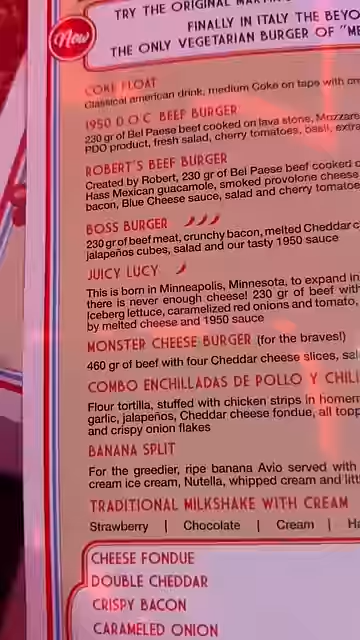 TRY THE ORIGINAL
FINALLY IN ITALY THE BEYO
THE ONLY VEGETARIAN BURGER OF "ME
New
COKE FLOAT
Classical american drink, medium Coke on tape with cre
1950 D.O.C. BEEF BURGER
230 gr of Bel Paese beef cooked on lava stone, Mozzare
PDO product, fresh salad, cherry tomatoes, basil, extra
ROBERT'S BEEF BURGER
Created by Robert, 230 gr of Bel Paese beef cooked o
Hass Mexican guacamole, smoked provolone cheese
bacon, Blue Cheese sauce, salad and cherry tomatoe
BOSS BURGER
230 gr of beef meat, crunchy bacon, melted Cheddar c
jalapeños cubes, salad and our tasty 1950 sauce
JUICY LUCY
This is born in Minneapolis, Minnesota, to expand in
there is never enough cheese! 230 gr of beef with
Iceberg lettuce, caramelized red onions and tomato,
by melted cheese and 1950 sauce
MONSTER CHEESE BURGER (for the braves!)
460 gr of beef with four Cheddar cheese slices, sal
COMBO ENCHILLADAS DE POLLO Y CHILI
Flour tortilla, stuffed with chicken strips in homem
garlic, jalapeños, Cheddar cheese fondue, all topp
and crispy onion flakes
BANANA SPLIT
For the greedier, ripe banana Avio served with
cream ice cream, Nutella, whipped cream and litt
TRADITIONAL MILKSHAKE WITH CREAM
Strawberry | Chocolate | Cream | Ha
CHEESE FONDUE
DOUBLE CHEDDAR
CRISPY BACON
CARAMELED ONION